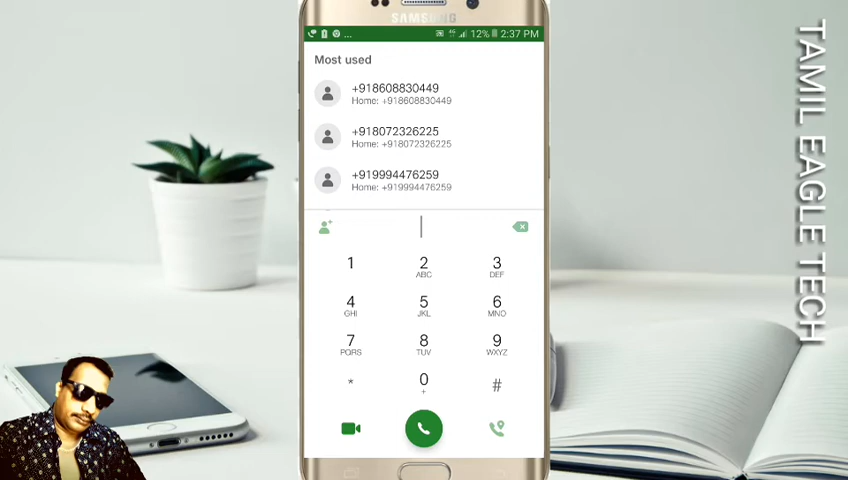 SAMSUNG
... 12% 2:37 PM
Most used
+918608830449
Home: +918608830449
+918072326225
Home: +918072326225
+919994476259
Home: +919994476259
1
2
ABC
3
DEF
4
GHI
5
JKL
6
MNO
7
PQRS
8
TUV
9
WXYZ
*
0
+
#
TAMIL EAGLE TECH